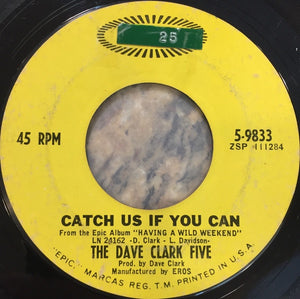 25
45 RPM
5-9833
ZSP 111284
CATCH US IF YOU CAN
From the Epic Album "HAVING A WILD WEEKEND"
LN 24162 -D. Clark - L. Davidson-
THE DAVE CLARK FIVE
Prod. by Dave Clark
Manufactured by EROS
"EPIC", MARCAS REG. T.M. PRINTED IN U.S.A.